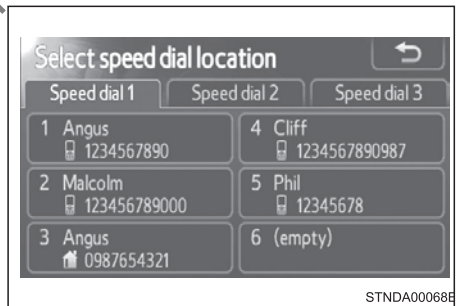 Select speed dial location
Speed dial 1 Speed dial 2 Speed dial 3
1 Angus
1234567890
2 Malcolm
123456789000
3 Angus
0987654321
4 Cliff
1234567890987
5 Phil
12345678
6 (empty)
STNDA00068E